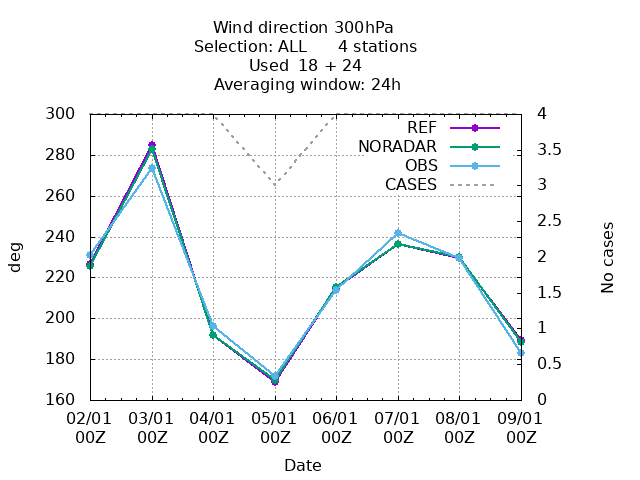 Wind direction 300hPa
Selection: ALL 4 stations
Used 18 + 24
Averaging window: 24h
300 4
REF
NORADAR
OBS
CASES
280 3.5
260 3
2.5
240
2
220
1.5
200
1
180
0.5
160 0
deg
No cases
02/01 03/01 04/01 05/01 06/01 07/01 08/01 09/01
00Z 00Z 00Z 00Z 00Z 00Z 00Z 00Z
Date